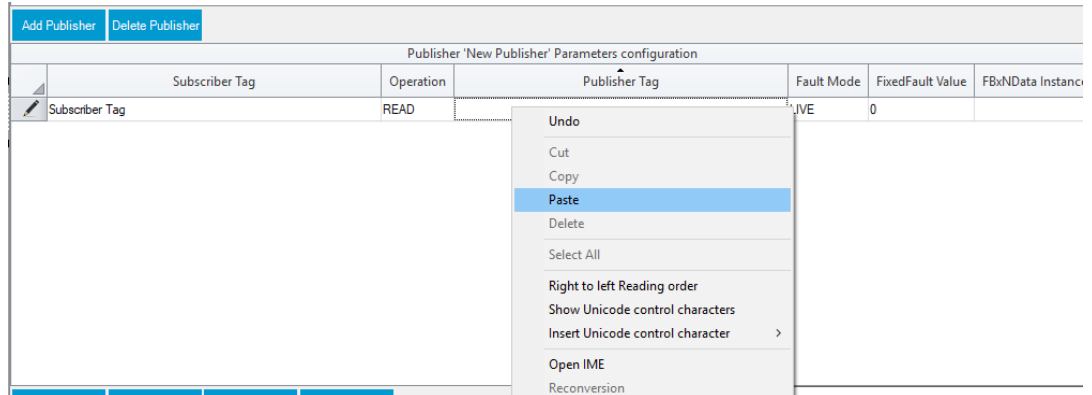 Add Publisher Delete Publisher
Publisher 'New Publisher' Parameters configuration
Subscriber Tag Operation Publisher Tag Fault Mode FixedFault Value FBxNData Instance
Subscriber Tag READ LIVE 0
Undo
Cut
Copy
Paste
Delete
Select All
Right to left Reading order
Show Unicode control characters
Insert Unicode control character
Open IME
Reconversion